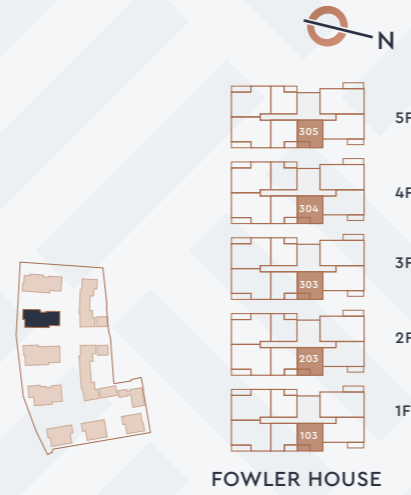 N
305 5F
304 4F
303 3F
203 2F
103 1F
FOWLER HOUSE